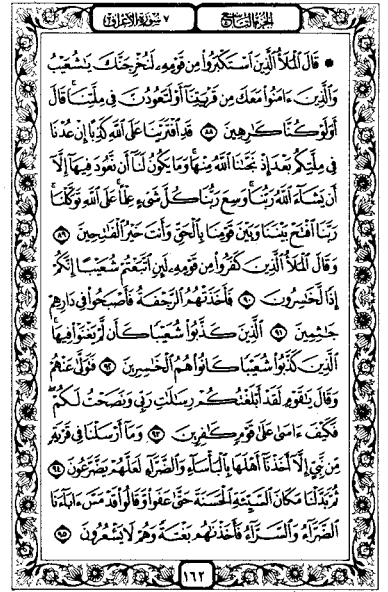 الجزء التاسع ٧ سورة الأعراف
۞ قَالَ ٱلْمَلَأُ ٱلَّذِينَ ٱسْتَكْبَرُوا۟ مِن قَوْمِهِۦ لَنُخْرِجَنَّكَ يَٰشُعَيْبُ
وَٱلَّذِينَ ءَامَنُوا۟ مَعَكَ مِن قَرْيَتِنَآ أَوْ لَتَعُودُنَّ فِى مِلَّتِنَا ۚ قَالَ
أَوَلَوْ كُنَّا كَٰرِهِينَ ٨٨ قَدِ ٱفْتَرَيْنَا عَلَى ٱللَّهِ كَذِبًا إِنْ عُدْنَا
فِى مِلَّتِكُم بَعْدَ إِذْ نَجَّىٰنَا ٱللَّهُ مِنْهَا ۚ وَمَا يَكُونُ لَنَآ أَن نَّعُودَ فِيهَآ إِلَّآ
أَن يَشَآءَ ٱللَّهُ رَبُّنَا ۚ وَسِعَ رَبُّنَا كُلَّ شَىْءٍ عِلْمًا ۚ عَلَى ٱللَّهِ تَوَكَّلْنَا ۚ
رَبَّنَا ٱفْتَحْ بَيْنَنَا وَبَيْنَ قَوْمِنَا بِٱلْحَقِّ وَأَنتَ خَيْرُ ٱلْفَٰتِحِينَ ٨٩
وَقَالَ ٱلْمَلَأُ ٱلَّذِينَ كَفَرُوا۟ مِن قَوْمِهِۦ لَئِنِ ٱتَّبَعْتُمْ شُعَيْبًا إِنَّكُمْ
إِذًا لَّخَٰسِرُونَ ٩٠ فَأَخَذَتْهُمُ ٱلرَّجْفَةُ فَأَصْبَحُوا۟ فِى دَارِهِمْ
جَٰثِمِينَ ٩١ ٱلَّذِينَ كَذَّبُوا۟ شُعَيْبًا كَأَن لَّمْ يَغْنَوْا۟ فِيهَا ۚ
ٱلَّذِينَ كَذَّبُوا۟ شُعَيْبًا كَانُوا۟ هُمُ ٱلْخَٰسِرِينَ ٩٢ فَتَوَلَّىٰ عَنْهُمْ
وَقَالَ يَٰقَوْمِ لَقَدْ أَبْلَغْتُكُمْ رِسَٰلَٰتِ رَبِّى وَنَصَحْتُ لَكُمْ ۖ
فَكَيْفَ ءَاسَىٰ عَلَىٰ قَوْمٍ كَٰفِرِينَ ٩٣ وَمَآ أَرْسَلْنَا فِى قَرْيَةٍ
مِّن نَّبِىٍّ إِلَّآ أَخَذْنَآ أَهْلَهَا بِٱلْبَأْسَآءِ وَٱلضَّرَّآءِ لَعَلَّهُمْ يَضَّرَّعُونَ ٩٤
ثُمَّ بَدَّلْنَا مَكَانَ ٱلسَّيِّئَةِ ٱلْحَسَنَةَ حَتَّىٰ عَفَوا۟ وَّقَالُوا۟ قَدْ مَسَّ ءَابَآءَنَا
ٱلضَّرَّآءُ وَٱلسَّرَّآءُ فَأَخَذْنَٰهُم بَغْتَةً وَهُمْ لَا يَشْعُرُونَ ٩٥
١٦٢